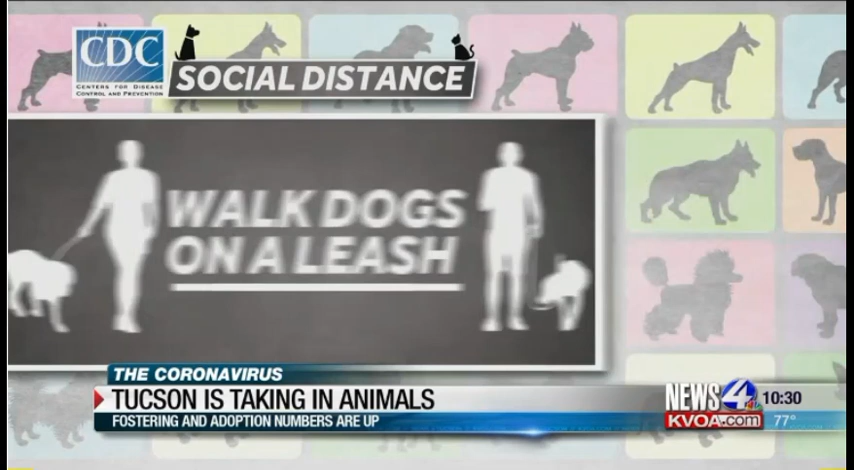 CDC
CENTERS FOR DISEASE
CONTROL AND PREVENTION
SOCIAL DISTANCE
WALK DOGS
ON A LEASH
THE CORONAVIRUS
TUCSON IS TAKING IN ANIMALS
FOSTERING AND ADOPTION NUMBERS ARE UP
NEWS 4
KVOA.com
10:30
77°